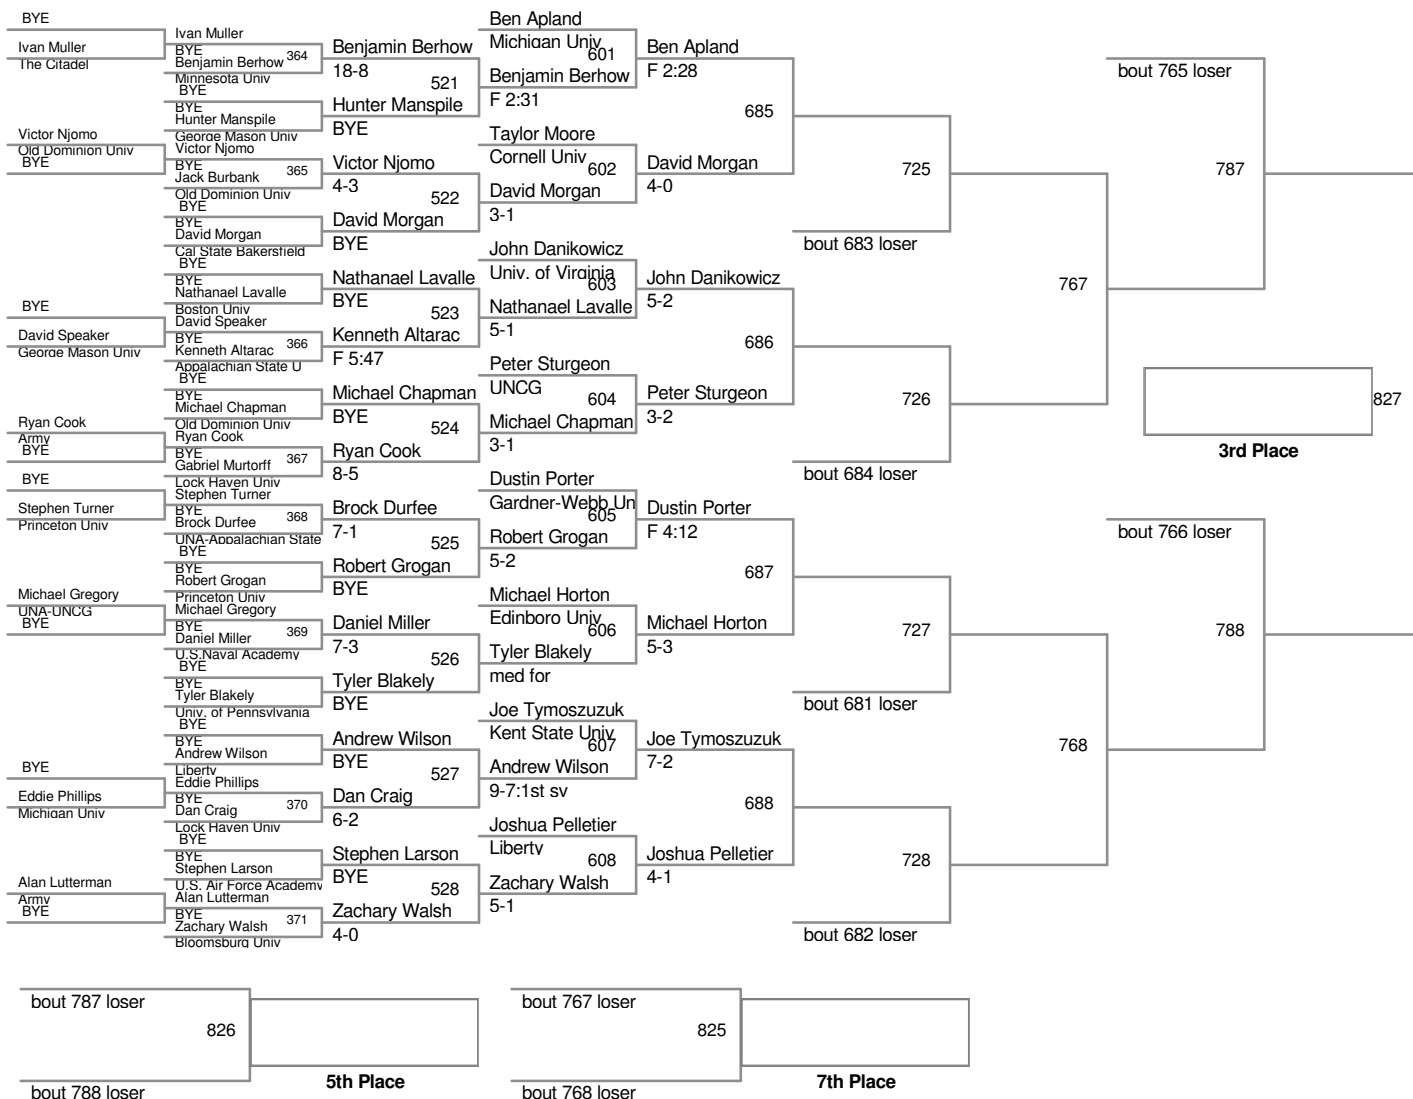 BYE
Ivan Muller
The Citadel
Victor Njomo
Old Dominion Univ
BYE
BYE
David Speaker
George Mason Univ
Ryan Cook
Army
BYE
BYE
Stephen Turner
Princeton Univ
Michael Gregory
UNA-UNCG
BYE
BYE
Eddie Phillips
Michigan Univ
Alan Lutterman
Army
BYE
Ivan Muller
BYE
Benjamin Berhow 364
Minnesota Univ
BYE
BYE
Hunter Manspile
George Mason Univ
Victor Njomo
BYE
Jack Burbank 365
Old Dominion Univ
BYE
BYE
David Morgan
Cal State Bakersfield
BYE
BYE
Nathanael Lavalle
Boston Univ
David Speaker
BYE
Kenneth Altarac 366
Appalachian State U
BYE
BYE
Michael Chapman
Old Dominion Univ
Ryan Cook
BYE
Gabriel Murtorff 367
Lock Haven Univ
Stephen Turner
BYE
Brock Durfee 368
UNA-Appalachian State
BYE
BYE
Robert Grogan
Princeton Univ
Michael Gregory
BYE
Daniel Miller 369
U.S.Naval Academy
BYE
BYE
Tyler Blakely
Univ. of Pennsylvania
BYE
BYE
Andrew Wilson
Liberty
Eddie Phillips
BYE
Dan Craig 370
Lock Haven Univ
BYE
BYE
Stephen Larson
U.S. Air Force Academy
Alan Lutterman
BYE
Zachary Walsh 371
Bloomsburg Univ
Benjamin Berhow
18-8
521
Hunter Manspile
BYE
Victor Njomo
4-3
522
David Morgan
BYE
Nathanael Lavalle
BYE
523
Kenneth Altarac
F 5:47
Michael Chapman
BYE
524
Ryan Cook
8-5
Brock Durfee
7-1
525
Robert Grogan
BYE
Daniel Miller
7-3
526
Tyler Blakely
BYE
Andrew Wilson
BYE
527
Dan Craig
6-2
Stephen Larson
BYE
528
Zachary Walsh
4-0
Ben Apland
Michigan Univ
601
Benjamin Berhow
F 2:31
Taylor Moore
Cornell Univ
602
David Morgan
3-1
John Danikowicz
Univ. of Virginia
603
Nathanael Lavalle
5-1
Peter Sturgeon
UNCG
604
Michael Chapman
3-1
Dustin Porter
Gardner-Webb Un
605
Robert Grogan
5-2
Michael Horton
Edinboro Univ
606
Tyler Blakely
med for
Joe Tymoszuzuk
Kent State Univ
607
Andrew Wilson
9-7:1st sv
Joshua Pelletier
Liberty
608
Zachary Walsh
5-1
Ben Apland
F 2:28
685
David Morgan
4-0
John Danikowicz
5-2
686
Peter Sturgeon
3-2
Dustin Porter
F 4:12
687
Michael Horton
5-3
Joe Tymoszuzuk
7-2
688
Joshua Pelletier
4-1
725
bout 683 loser
726
bout 684 loser
727
bout 681 loser
728
bout 682 loser
767
768
bout 765 loser
787
827
3rd Place
bout 766 loser
788
bout 787 loser
826
bout 788 loser
5th Place
bout 767 loser
825
bout 768 loser
7th Place